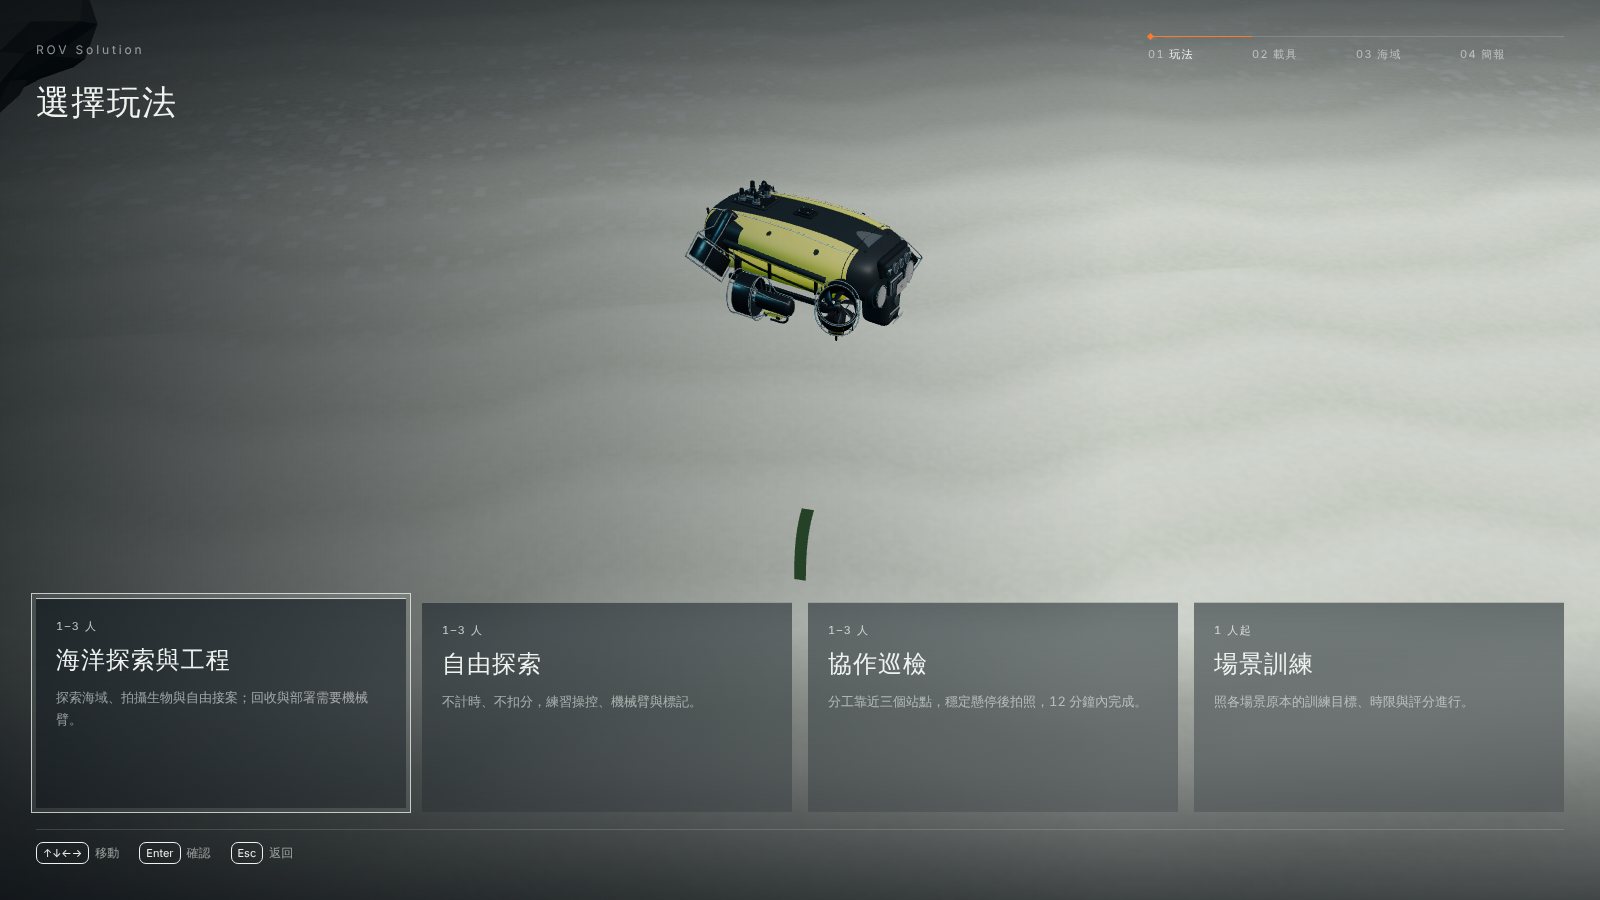 ROV Solution
01 玩法
02 載具
03 海域
04 簡報
選擇玩法
1–3 人
海洋探索與工程
探索海域、拍攝生物與自由接案；回收與部署需要機械
臂。
1–3 人
自由探索
不計時、不扣分，練習操控、機械臂與標記。
1–3 人
協作巡檢
分工靠近三個站點，穩定懸停後拍照，12 分鐘內完成。
1 人起
場景訓練
照各場景原本的訓練目標、時限與評分進行。
↑↓←→ 移動
Enter 確認
Esc 返回